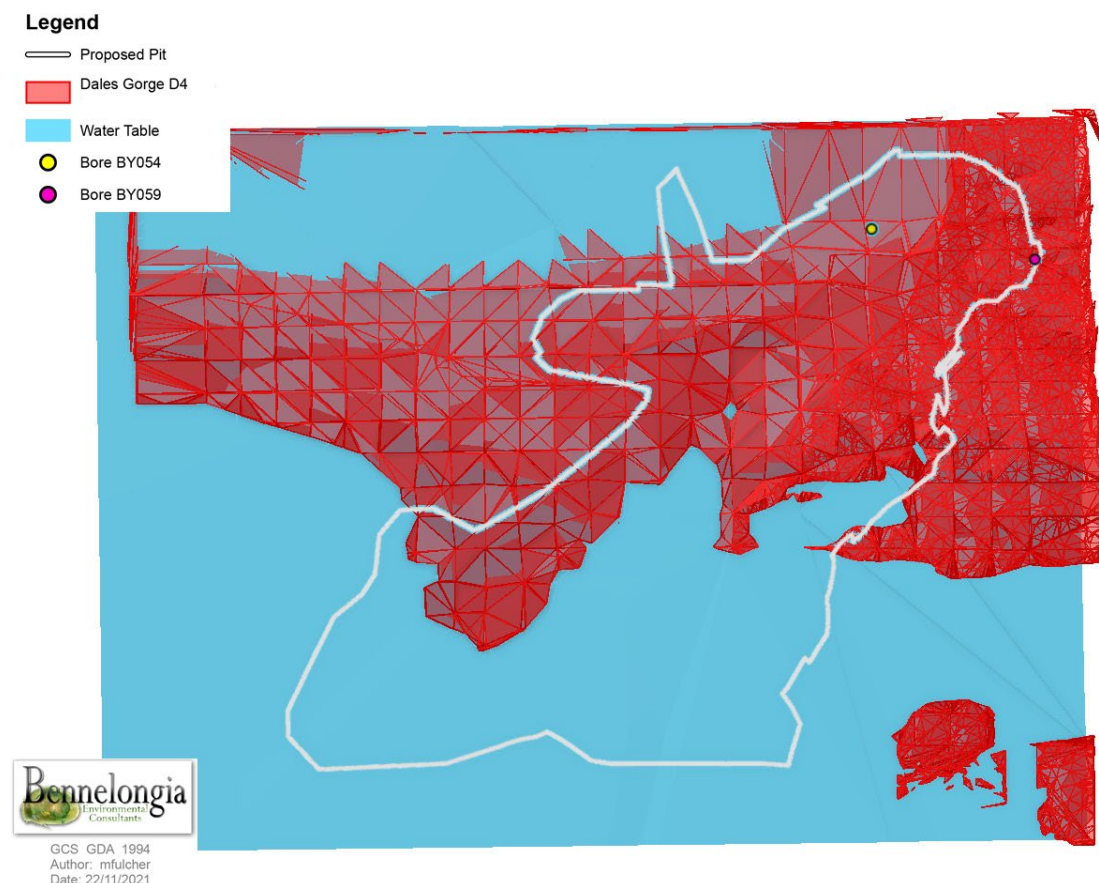 Legend
Proposed Pit
Dales Gorge D4
Water Table
Bore BY054
Bore BY059
Bennelongia
Environmental
Consultants
GCS GDA 1994
Author: mfulcher
Date: 22/11/2021